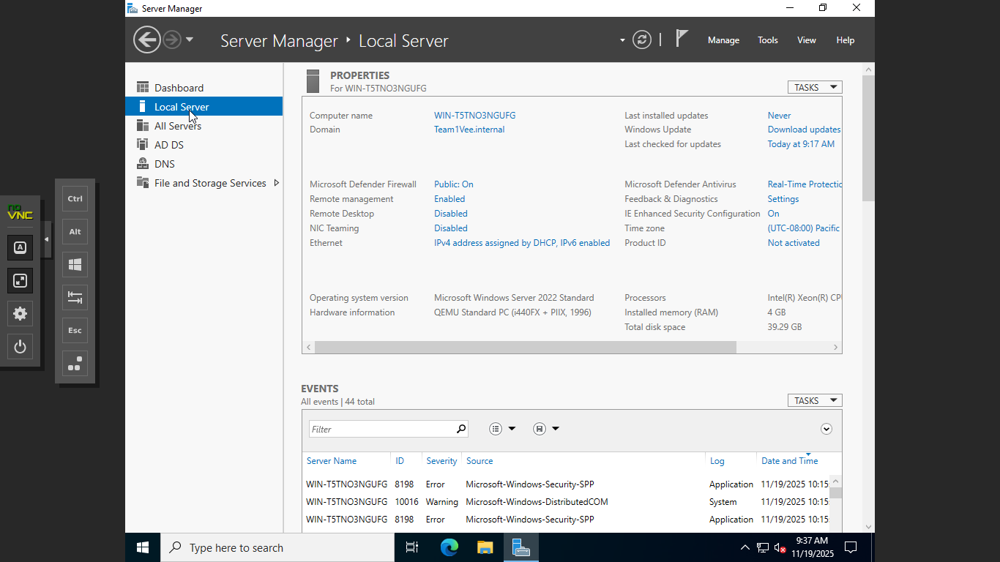 Server Manager
Server Manager ‣ Local Server
Manage
Tools
View
Help
Dashboard
Local Server
All Servers
AD DS
DNS
File and Storage Services
PROPERTIES
For WIN-T5TNO3NGUFG
TASKS
Computer name WIN-T5TNO3NGUFG Last installed updates Never
Domain Team1Vee.internal Windows Update Download updates
Last checked for updates Today at 9:17 AM
Microsoft Defender Firewall Public: On Microsoft Defender Antivirus Real-Time Protectic
Remote management Enabled Feedback & Diagnostics Settings
Remote Desktop Disabled IE Enhanced Security Configuration On
NIC Teaming Disabled Time zone (UTC-08:00) Pacific
Ethernet IPv4 address assigned by DHCP, IPv6 enabled Product ID Not activated
Operating system version Microsoft Windows Server 2022 Standard Processors Intel(R) Xeon(R) CP
Hardware information QEMU Standard PC (i440FX + PIIX, 1996) Installed memory (RAM) 4 GB
Total disk space 39.29 GB
EVENTS
All events | 44 total
TASKS
Filter
Server Name ID Severity Source Log Date and Time
WIN-T5TNO3NGUFG 8198 Error Microsoft-Windows-Security-SPP Application 11/19/2025 10:15
WIN-T5TNO3NGUFG 10016 Warning Microsoft-Windows-DistributedCOM System 11/19/2025 10:15
WIN-T5TNO3NGUFG 8198 Error Microsoft-Windows-Security-SPP Application 11/19/2025 10:15
Type here to search
9:37 AM
11/19/2025
no
VNC
A
Ctrl
Alt
Esc